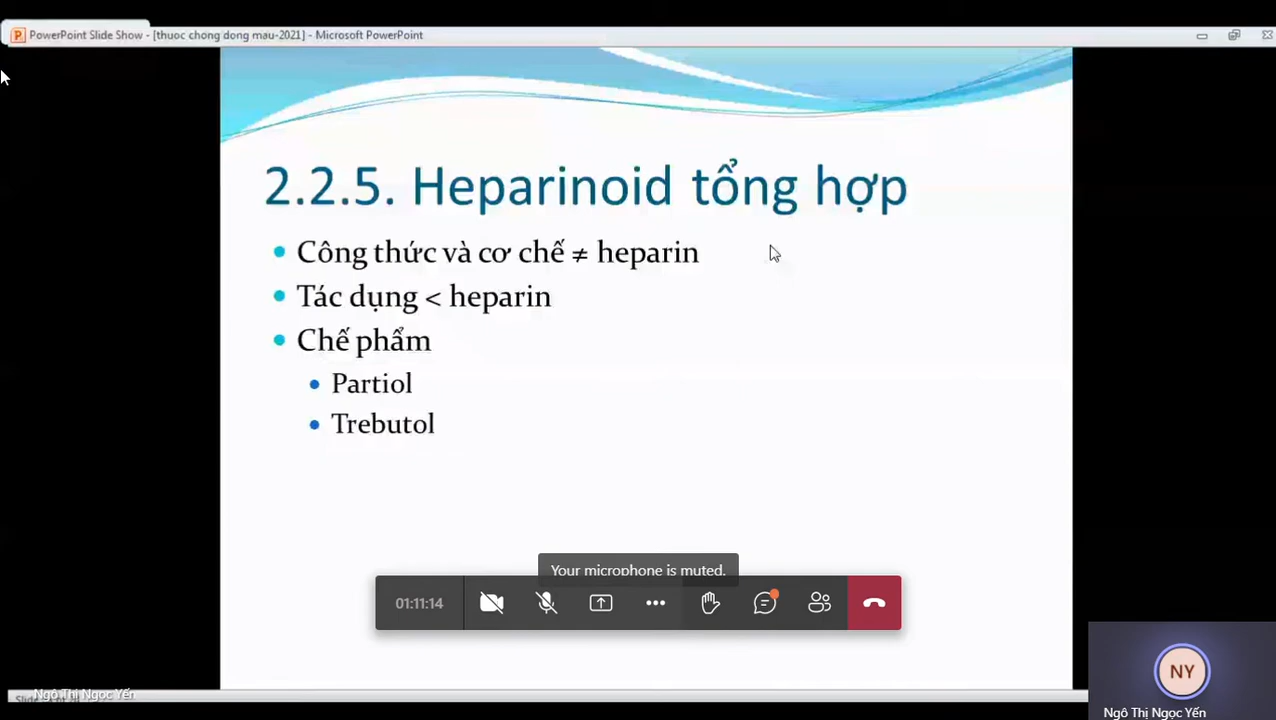 PowerPoint Slide Show - [thuoc chong dong mau-2021] - Microsoft PowerPoint
2.2.5. Heparinoid tổng hợp
Công thức và cơ chế ≠ heparin
Tác dụng < heparin
Chế phẩm
Partiol
Trebutol
Your microphone is muted.
01:11:14
NY
Ngô Thị Ngọc Yến
Ngô Thị Ngọc Yến